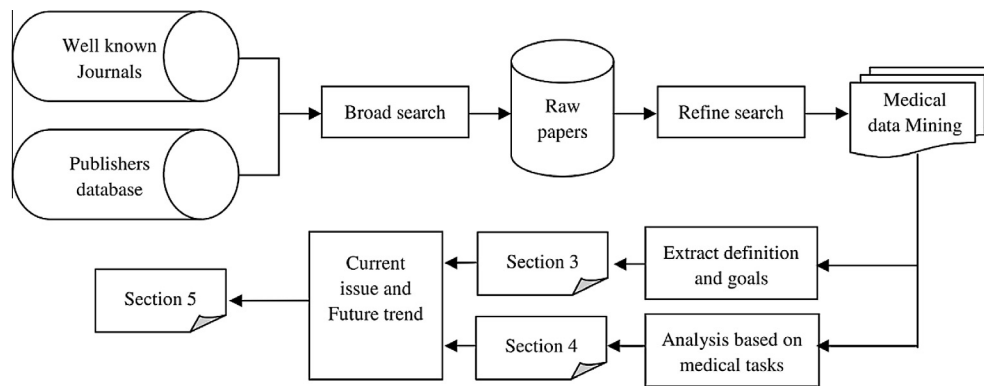 Well known
Journals
Broad search
Raw
papers
Refine search
Medical
data Mining
Publishers
database
Section 5
Current
issue and
Future trend
Section 3
Extract definition
and goals
Section 4
Analysis based on
medical tasks